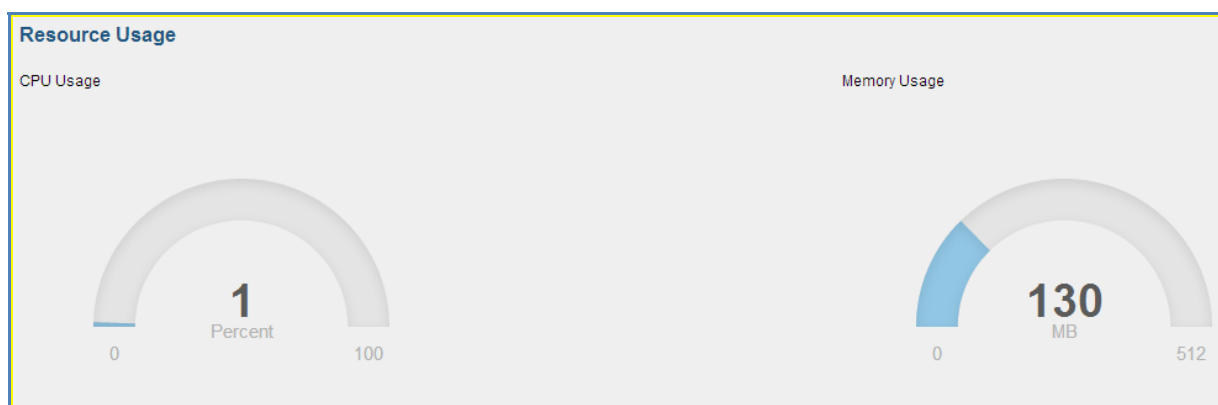 Resource Usage
CPU Usage
Memory Usage
1
Percent
0
100
130
MB
0
512